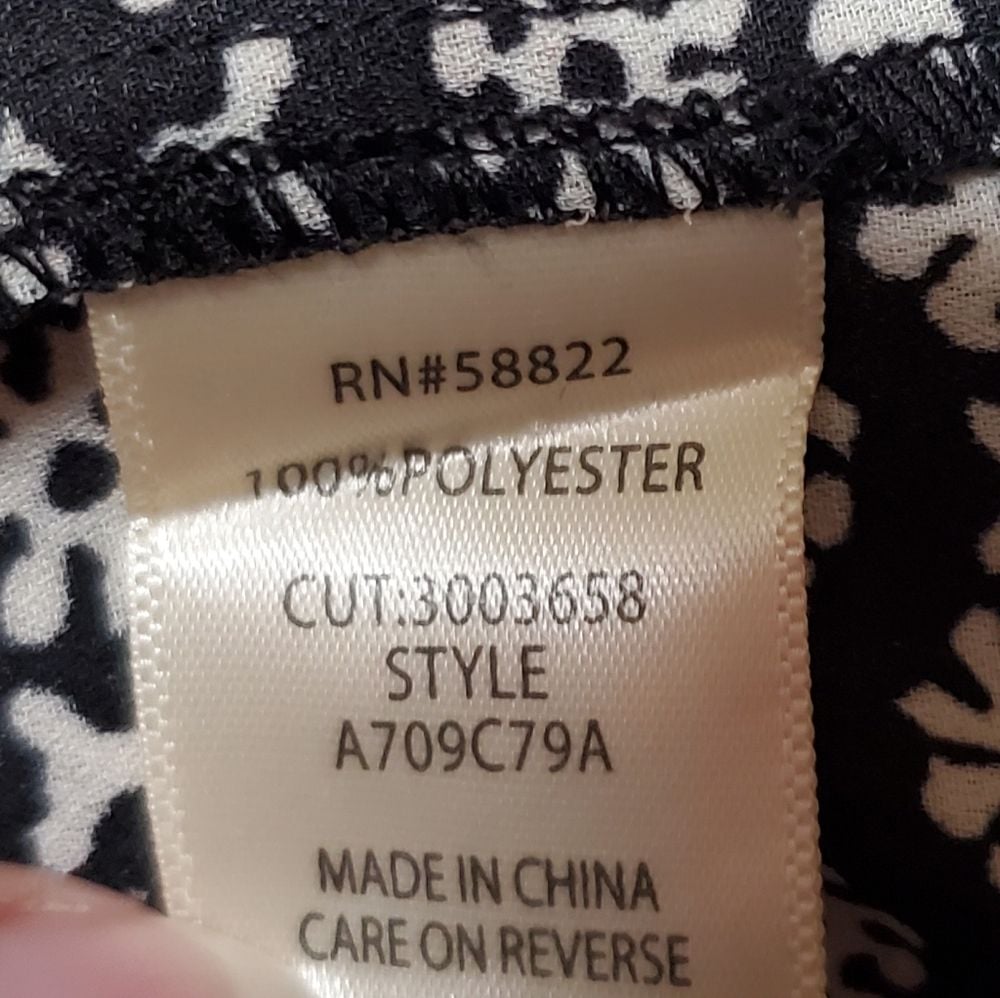 RN#58822
100%POLYESTER
CUT:3003658
STYLE
A709C79A
MADE IN CHINA
CARE ON REVERSE